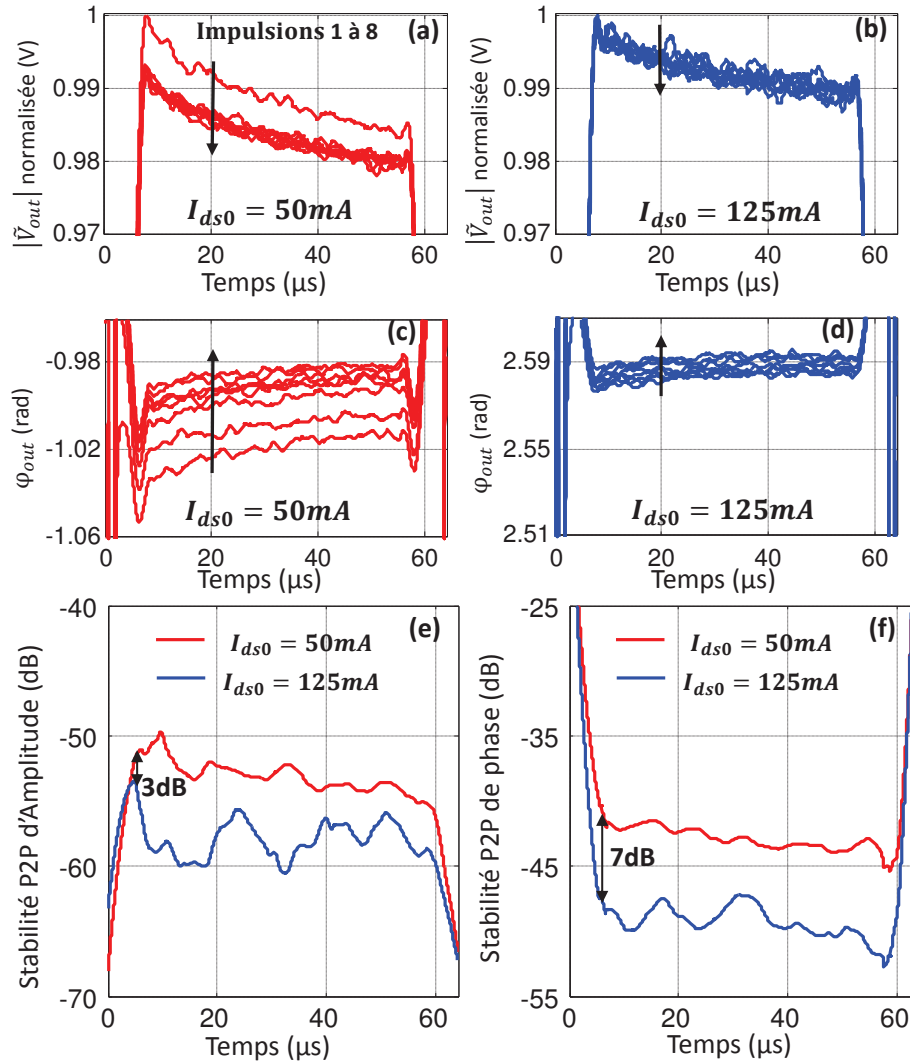 |Ṽout| normalisée (V)
1
0.99
0.98
0.97
Impulsions 1 à 8
(a)
Ids0 = 50mA
0
20
40
60
Temps (µs)
|Ṽout| normalisée (V)
1
0.99
0.98
0.97
(b)
Ids0 = 125mA
0
20
40
60
Temps (µs)
φout (rad)
-0.98
-1.02
-1.06
(c)
Ids0 = 50mA
0
20
40
60
Temps (µs)
φout (rad)
2.59
2.55
2.51
(d)
Ids0 = 125mA
0
20
40
60
Temps (µs)
Stabilité P2P d'Amplitude (dB)
-40
-50
-60
-70
Ids0 = 50mA
Ids0 = 125mA
(e)
3dB
0
20
40
60
Temps (µs)
Stabilité P2P de phase (dB)
-25
-35
-45
-55
Ids0 = 50mA
Ids0 = 125mA
(f)
7dB
0
20
40
60
Temps (µs)